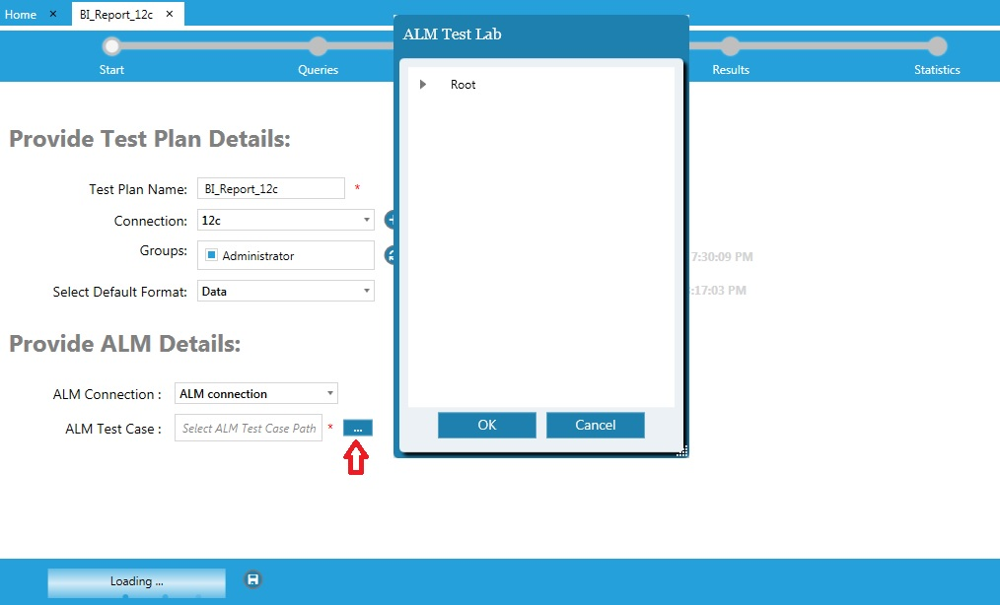 Home × BI_Report_12c ×
ALM Test Lab
Start Queries Results Statistics
Root
Provide Test Plan Details:
Test Plan Name: BI_Report_12c *
Connection: 12c
Groups: Administrator
7:30:09 PM
Select Default Format: Data
:17:03 PM
Provide ALM Details:
ALM Connection : ALM connection
ALM Test Case : Select ALM Test Case Path * ...
OK Cancel
Loading ...